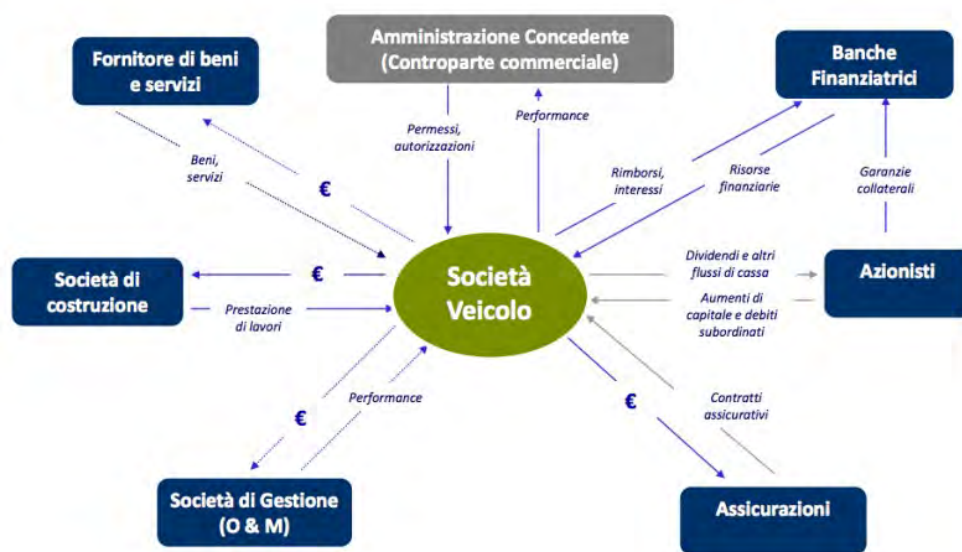 Fornitore di beni
e servizi
Amministrazione Concedente
(Controparte commerciale)
Banche
Finanziatrici
Permessi,
autorizzazioni
Performance
Beni,
servizi
€
Rimborsi,
interessi
Risorse
finanziarie
Garanzie
collaterali
Società di
costruzione
€
Prestazione
di lavori
Società
Veicolo
Dividendi e altri
flussi di cassa
Aumenti di
capitale e debiti
subordinati
Azionisti
€
Performance
€
Contratti
assicurativi
Società di Gestione
(O & M)
Assicurazioni